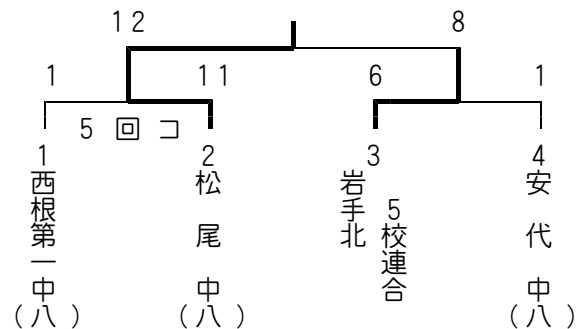 12 8
1 11 6 1
5回コ
1 2 3 4
西根第一中(八)
松尾中(八)
岩手北
5校連合
安代中(八)